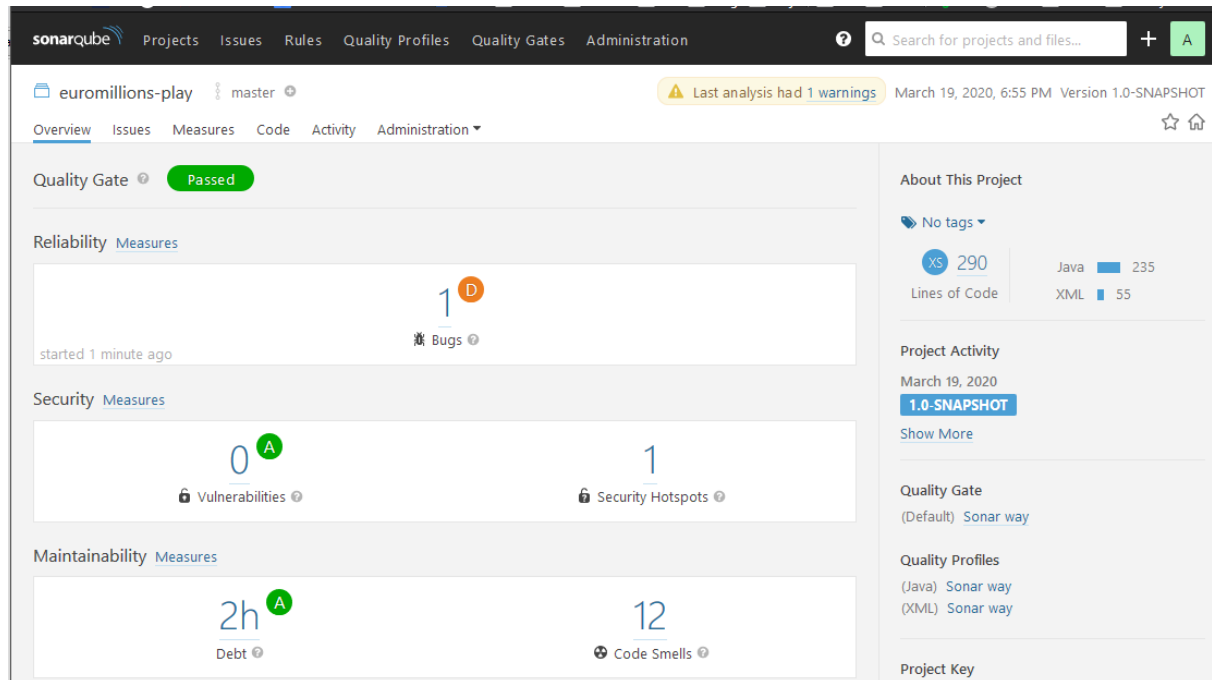 sonarqube Projects Issues Rules Quality Profiles Quality Gates Administration ? Search for projects and files... + A
euromillions-play master Last analysis had 1 warnings March 19, 2020, 6:55 PM Version 1.0-SNAPSHOT
Overview Issues Measures Code Activity Administration
Quality Gate ? Passed
Reliability Measures
1 D
Bugs ?
started 1 minute ago
Security Measures
0 A
Vulnerabilities ?
1
Security Hotspots ?
Maintainability Measures
2h A
Debt ?
12
Code Smells ?
About This Project
No tags
XS 290
Lines of Code
Java 235
XML 55
Project Activity
March 19, 2020
1.0-SNAPSHOT
Show More
Quality Gate
(Default) Sonar way
Quality Profiles
(Java) Sonar way
(XML) Sonar way
Project Key